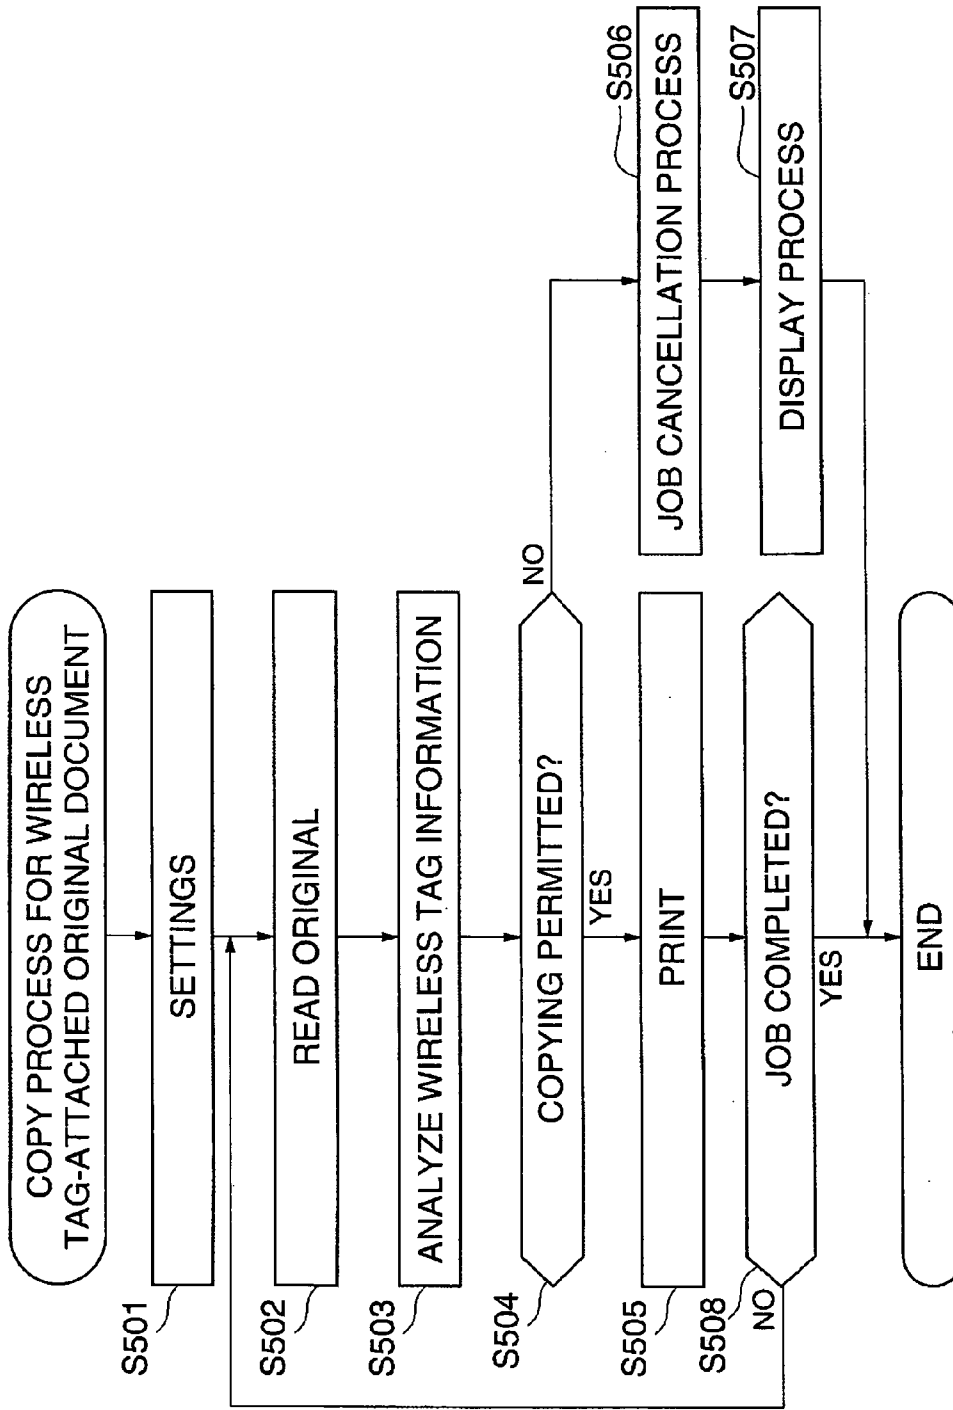 COPY PROCESS FOR WIRELESS
TAG-ATTACHED ORIGINAL DOCUMENT
S501
SETTINGS
S502
READ ORIGINAL
S503
ANALYZE WIRELESS TAG INFORMATION
S504
COPYING PERMITTED?
NO
YES
S505
PRINT
S506
JOB CANCELLATION PROCESS
S507
DISPLAY PROCESS
S508
JOB COMPLETED?
NO
YES
END